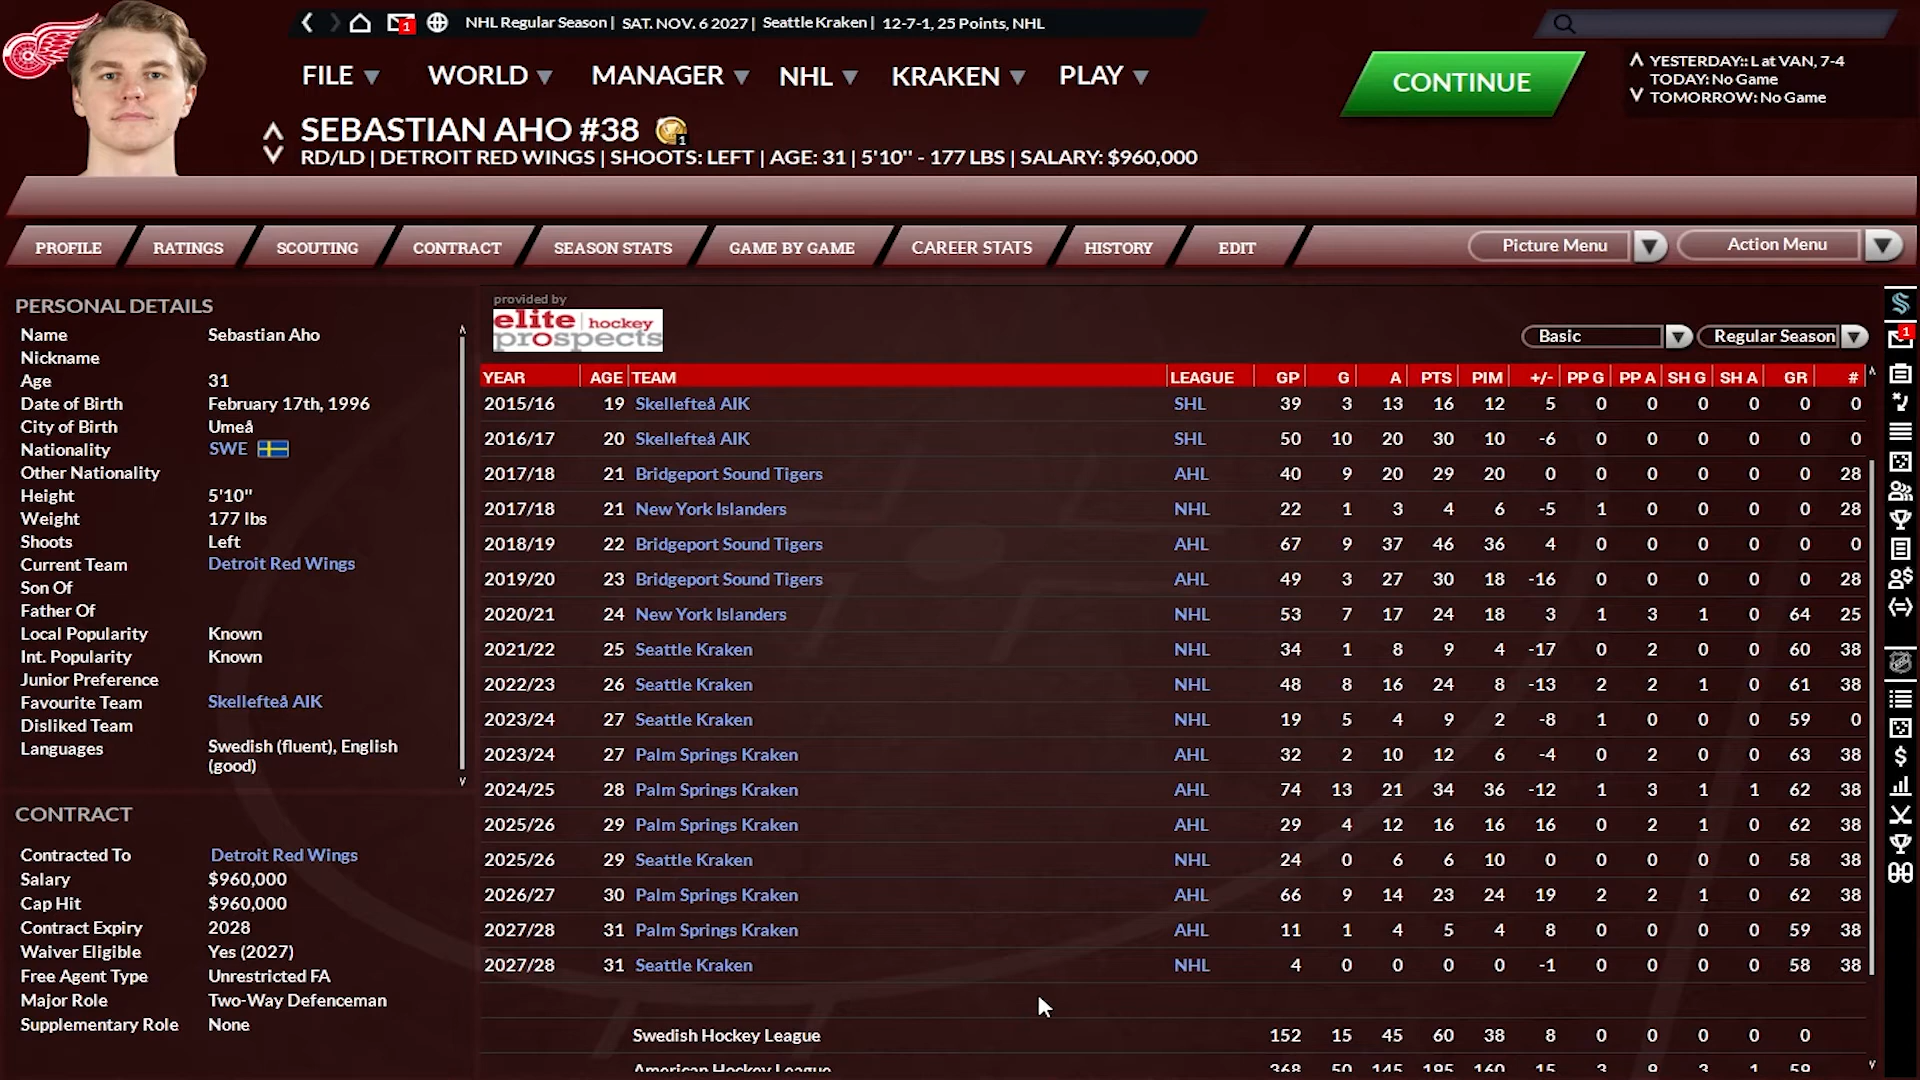 NHL Regular Season | SAT. NOV. 6 2027 | Seattle Kraken | 12-7-1, 25 Points, NHL
1
FILE WORLD MANAGER NHL KRAKEN PLAY
CONTINUE
YESTERDAY:: L at VAN, 7-4
TODAY: No Game
TOMORROW: No Game
SEBASTIAN AHO #38
1
RD/LD | DETROIT RED WINGS | SHOOTS: LEFT | AGE: 31 | 5'10" - 177 LBS | SALARY: $960,000
PROFILE RATINGS SCOUTING CONTRACT SEASON STATS GAME BY GAME CAREER STATS HISTORY EDIT Picture Menu Action Menu
PERSONAL DETAILS
Name Sebastian Aho
Nickname
Age 31
Date of Birth February 17th, 1996
City of Birth Umeå
Nationality SWE
Other Nationality
Height 5'10"
Weight 177 lbs
Shoots Left
Current Team Detroit Red Wings
Son Of
Father Of
Local Popularity Known
Int. Popularity Known
Junior Preference
Favourite Team Skellefteå AIK
Disliked Team
Languages Swedish (fluent), English
(good)
CONTRACT
Contracted To Detroit Red Wings
Salary $960,000
Cap Hit $960,000
Contract Expiry 2028
Waiver Eligible Yes (2027)
Free Agent Type Unrestricted FA
Major Role Two-Way Defenceman
Supplementary Role None
provided by
elite hockey
prospects
Basic Regular Season
1
YEAR AGE TEAM LEAGUE GP G A PTS PIM +/- PP G PP A SH G SH A GR #
2015/16 19 Skellefteå AIK SHL 39 3 13 16 12 5 0 0 0 0 0 0
2016/17 20 Skellefteå AIK SHL 50 10 20 30 10 -6 0 0 0 0 0 0
2017/18 21 Bridgeport Sound Tigers AHL 40 9 20 29 20 0 0 0 0 0 0 28
2017/18 21 New York Islanders NHL 22 1 3 4 6 -5 1 0 0 0 0 28
2018/19 22 Bridgeport Sound Tigers AHL 67 9 37 46 36 4 0 0 0 0 0 0
2019/20 23 Bridgeport Sound Tigers AHL 49 3 27 30 18 -16 0 0 0 0 0 28
2020/21 24 New York Islanders NHL 53 7 17 24 18 3 1 3 1 0 64 25
2021/22 25 Seattle Kraken NHL 34 1 8 9 4 -17 0 2 0 0 60 38
2022/23 26 Seattle Kraken NHL 48 8 16 24 8 -13 2 2 1 0 61 38
2023/24 27 Seattle Kraken NHL 19 5 4 9 2 -8 1 0 0 0 59 0
2023/24 27 Palm Springs Kraken AHL 32 2 10 12 6 -4 0 2 0 0 63 38
2024/25 28 Palm Springs Kraken AHL 74 13 21 34 36 -12 1 3 1 1 62 38
2025/26 29 Palm Springs Kraken AHL 29 4 12 16 16 16 0 2 1 0 62 38
2025/26 29 Seattle Kraken NHL 24 0 6 6 10 0 0 0 0 0 58 38
2026/27 30 Palm Springs Kraken AHL 66 9 14 23 24 19 2 2 1 0 62 38
2027/28 31 Palm Springs Kraken AHL 11 1 4 5 4 8 0 0 0 0 59 38
2027/28 31 Seattle Kraken NHL 4 0 0 0 0 -1 0 0 0 0 58 38
Swedish Hockey League 152 15 45 60 38 8 0 0 0 0 0
American Hockey League 368 50 145 195 160 15 3 9 3 1 59